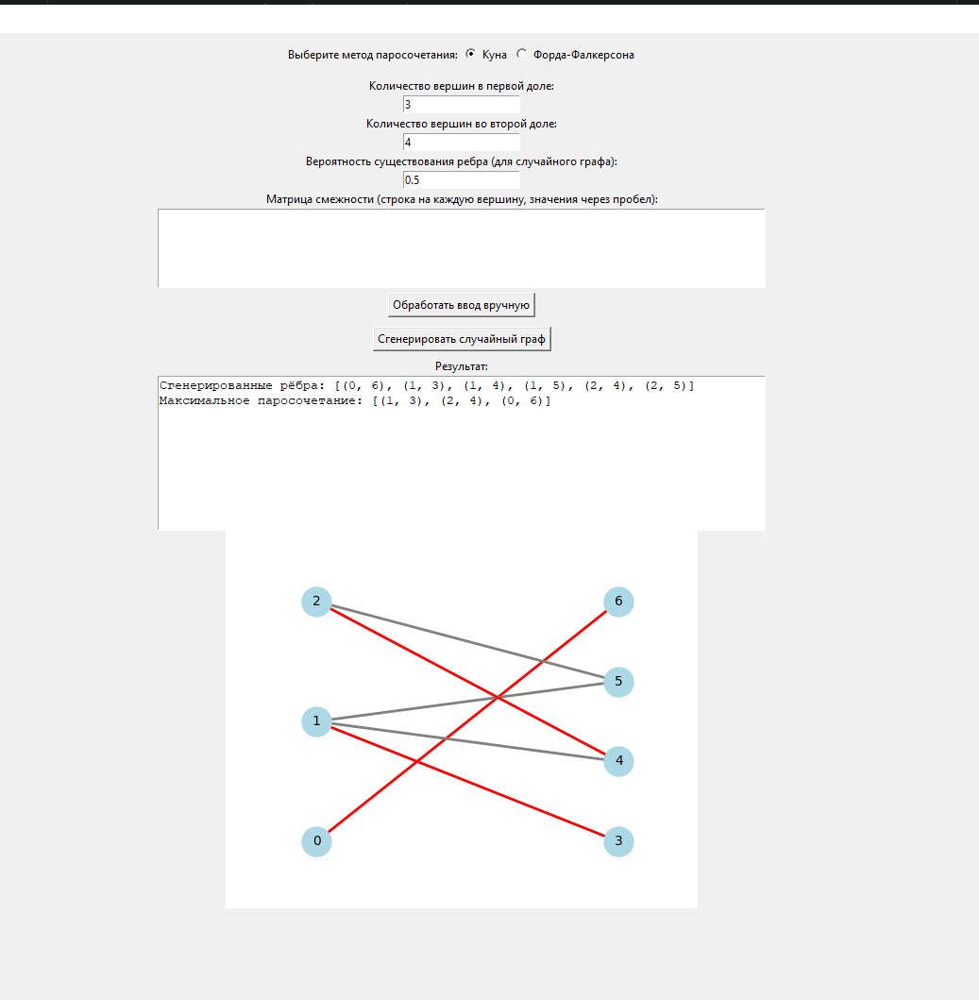 Выберите метод паросочетания: Куна Форда-Фалкерсона
Количество вершин в первой доле:
3
Количество вершин во второй доле:
4
Вероятность существования ребра (для случайного графа):
0.5
Матрица смежности (строка на каждую вершину, значения через пробел):
Обработать ввод вручную
Сгенерировать случайный граф
Результат:
Сгенерированные рёбра: [(0, 6), (1, 3), (1, 4), (1, 5), (2, 4), (2, 5)]
Максимальное паросочетание: [(1, 3), (2, 4), (0, 6)]
2 6
5
1
4
0 3